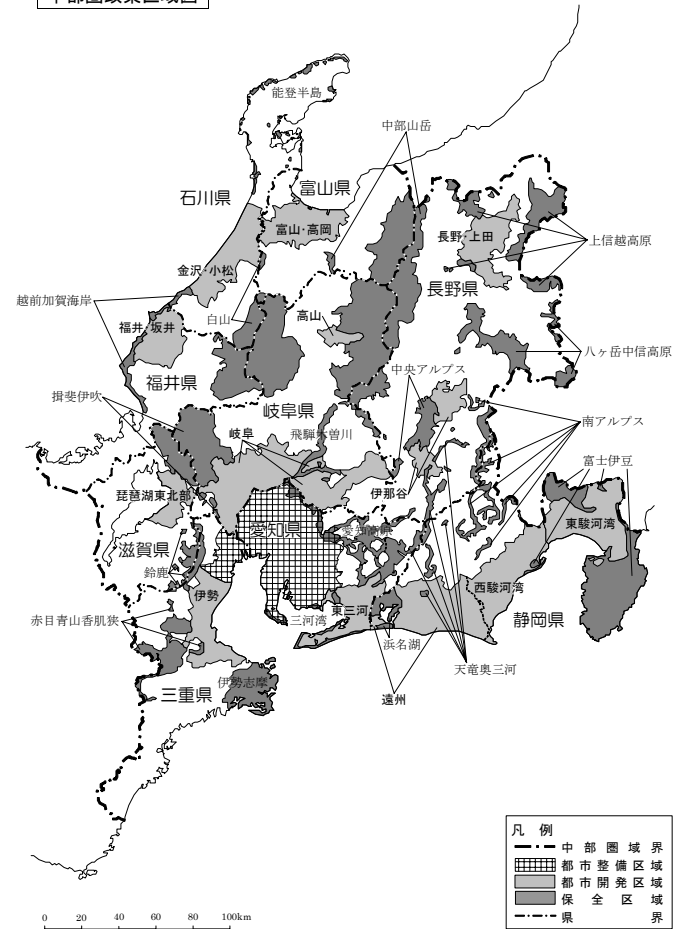 中部圏政策区域図
能登半島
中部山岳
石川県
富山県
富山・高岡
長野・上田
上信越高原
金沢・小松
長野県
越前加賀海岸
白山
高山
福井・坂井
八ヶ岳中信高原
福井県
中央アルプス
揖斐伊吹
岐阜県
岐阜
飛騨木曽川
南アルプス
富士伊豆
伊那谷
琵琶湖東北部
東駿河湾
愛知県
愛知高原
滋賀県
鈴鹿
伊勢
西駿河湾
東三河
静岡県
赤目青山香肌狭
三河湾
浜名湖
天竜奥三河
伊勢志摩
三重県
遠州
凡例
中部圏域界
都市整備区域
都市開発区域
保全区域
県界
0 20 40 60 80 100km